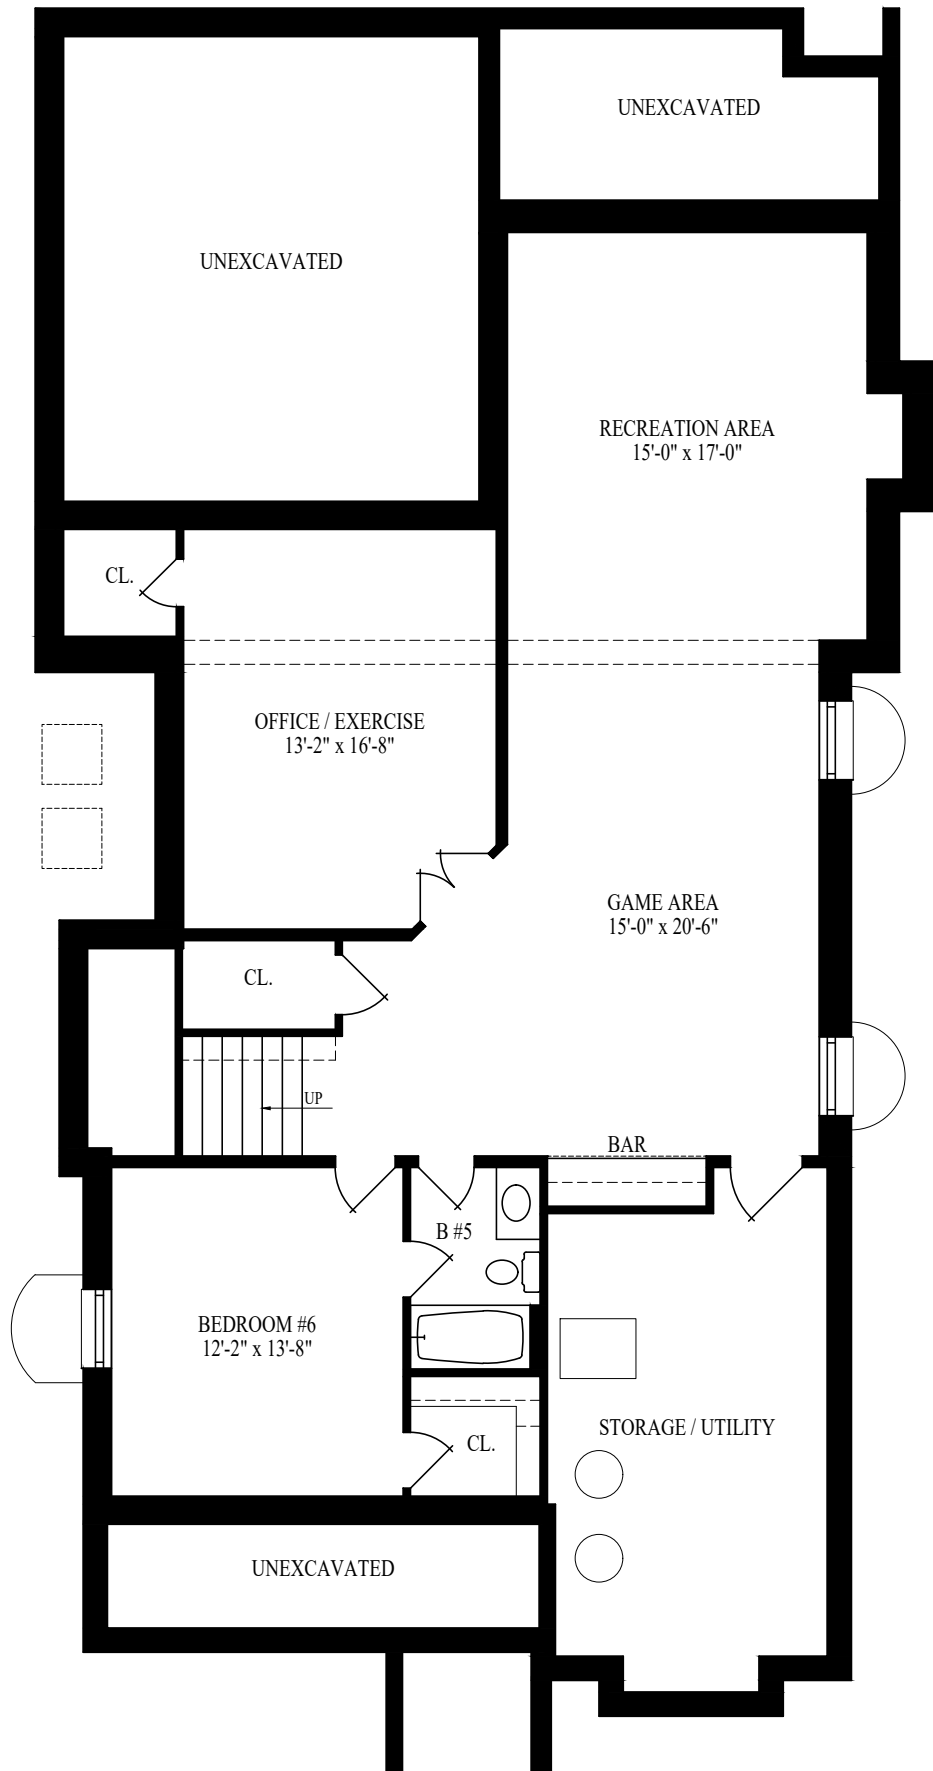 UNEXCAVATED
UNEXCAVATED
RECREATION AREA
15'-0" x 17'-0"
CL.
OFFICE / EXERCISE
13'-2" x 16'-8"
GAME AREA
15'-0" x 20'-6"
CL.
UP
BAR
B #5
BEDROOM #6
12'-2" x 13'-8"
STORAGE / UTILITY
CL.
UNEXCAVATED